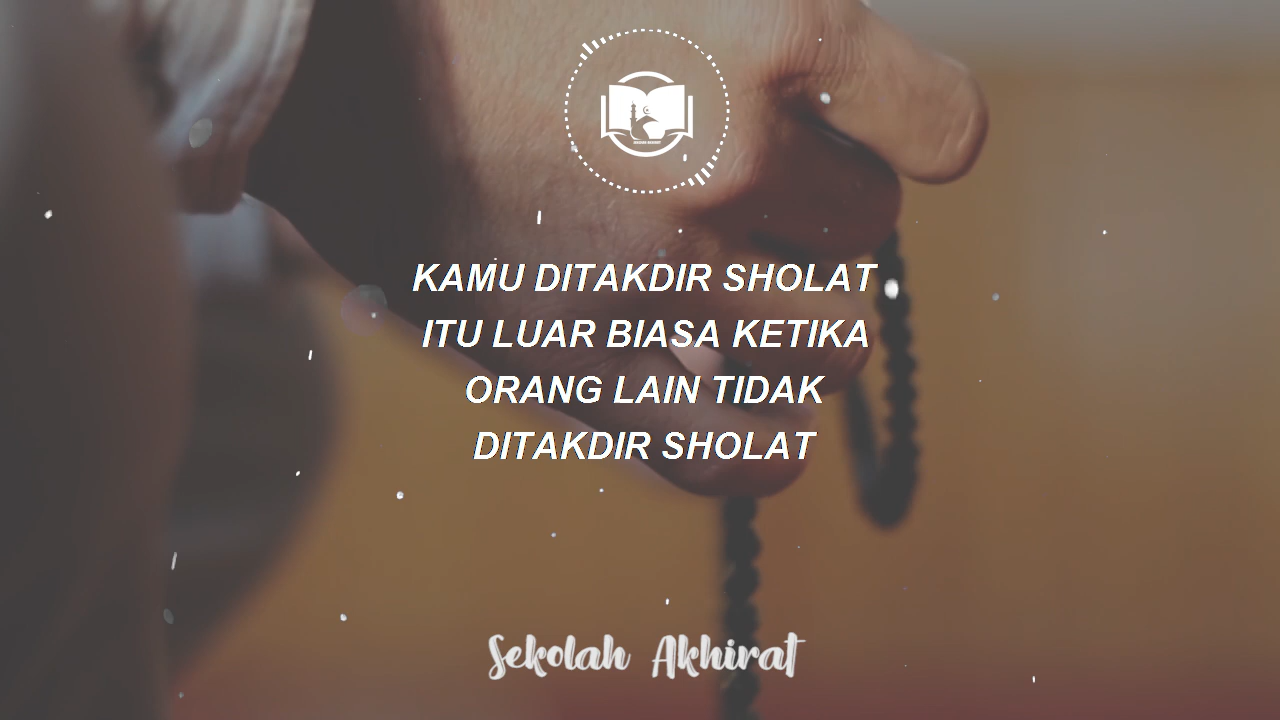 KAMU DITAKDIR SHOLAT
ITU LUAR BIASA KETIKA
ORANG LAIN TIDAK
DITAKDIR SHOLAT
Sekolah Akhirat